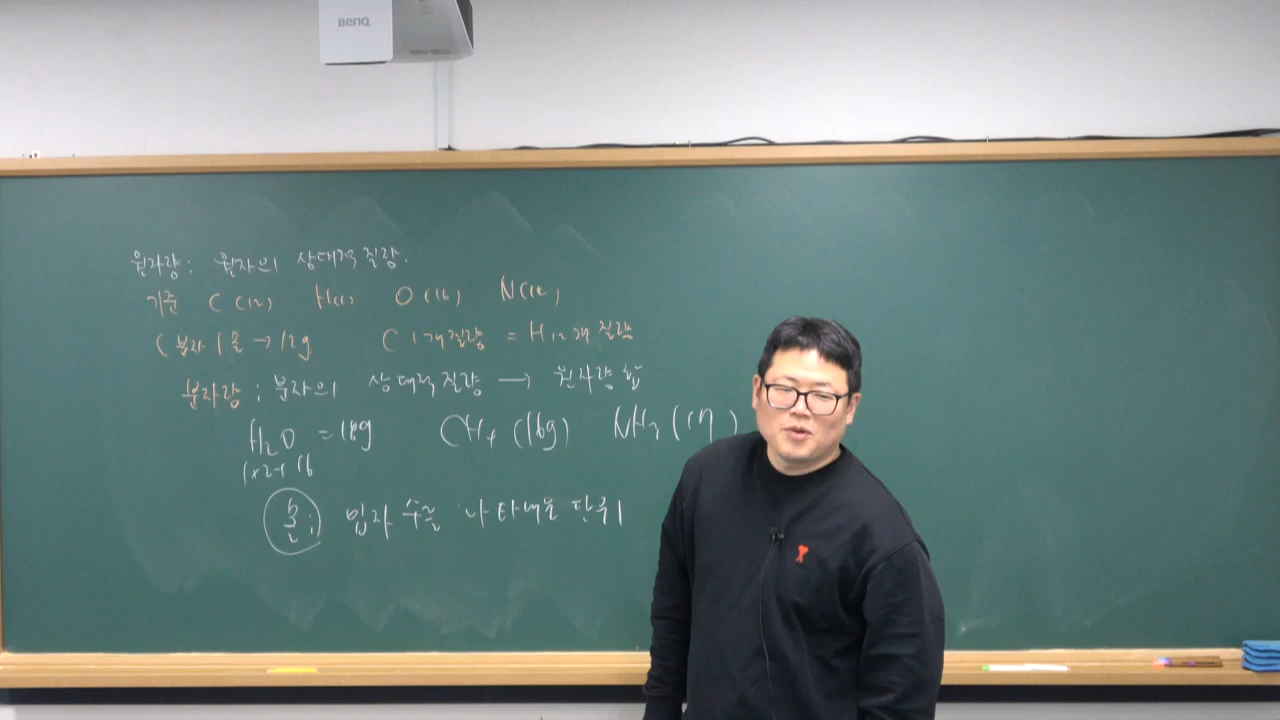 BenQ
원자량 : 원자의 상대적 질량.
기준 C (12) H(1) O (16) N(14)
C 1개 질량 = H 12개 질량
1몰 → 12g
분자량 : 분자의 상대적 질량 → 원자량 합
H₂O = 18g CH₄ (16g) NH₃ (17)
1×2+16
몰 ; 입자 수를 나타내는 단위